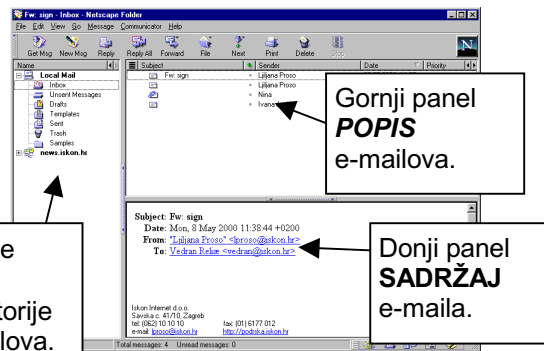 Fw: sign - Inbox - Netscape Folder
File Edit View Go Message Communicator Help
Get Msg New Msg Reply Reply All Forward File Next Print Delete Stop
Name Subject Sender Date Priority
Local Mail
Inbox
Unsent Messages
Drafts
Templates
Sent
Trash
Samples
news.iskon.hr
Fw: sign Ljiljana Proso
Ljiljana Proso
Nina
Ivana
Gornji panel
POPIS
e-mailova.
Subject: Fw: sign
Date: Mon, 8 May 2000 11:38:44 +0200
From: "Ljiljana Proso" <lproso@iskon.hr>
To: Vedran Reliæ <vedran@iskon.hr>
Donji panel
SADRŽAJ
e-maila.
Iskon Internet d.o.o.
Savska c. 41/10, Zagreb
tel: (062) 10 10 10 fax: (01) 6177 012
e-mail: lproso@iskon.hr http://podrska.iskon.hr
e
torije
lova.
Total messages: 4 Unread messages: 0